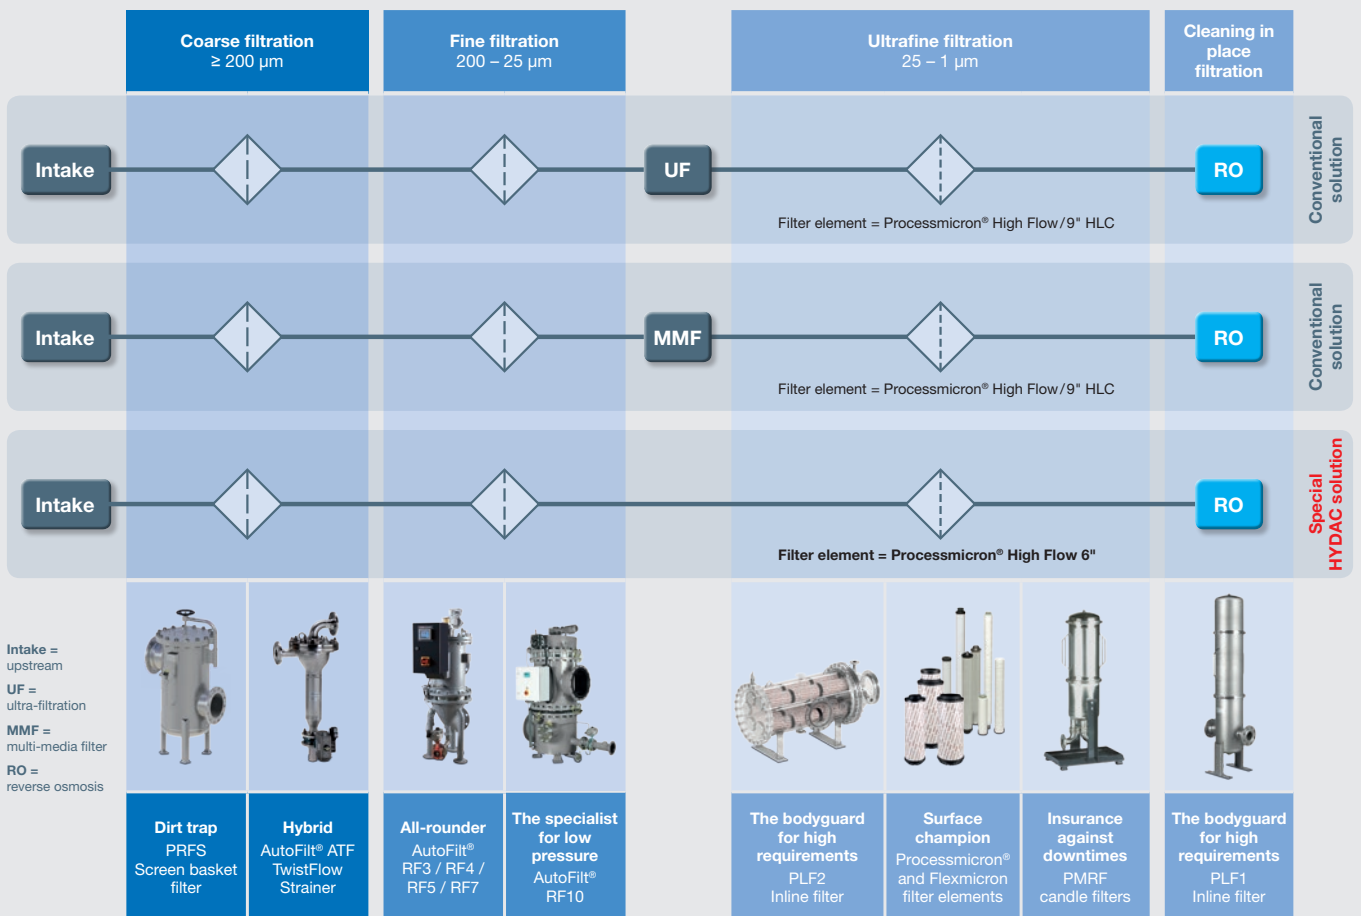 Coarse filtration
≥ 200 µm
Fine filtration
200 – 25 µm
Ultrafine filtration
25 – 1 µm
Cleaning in
place
filtration
Intake
UF
RO
Filter element = Processmicron® High Flow/9" HLC
Conventional
solution
Intake
MMF
RO
Filter element = Processmicron® High Flow/9" HLC
Conventional
solution
Intake
RO
Filter element = Processmicron® High Flow 6"
Special
HYDAC solution
Intake =
upstream
UF =
ultra-filtration
MMF =
multi-media filter
RO =
reverse osmosis
Dirt trap
PRFS
Screen basket
filter
Hybrid
AutoFilt® ATF
TwistFlow
Strainer
All-rounder
AutoFilt®
RF3 / RF4 /
RF5 / RF7
The specialist
for low
pressure
AutoFilt®
RF10
The bodyguard
for high
requirements
PLF2
Inline filter
Surface
champion
Processmicron®
and Flexmicron
filter elements
Insurance
against
downtimes
PMRF
candle filters
The bodyguard
for high
requirements
PLF1
Inline filter